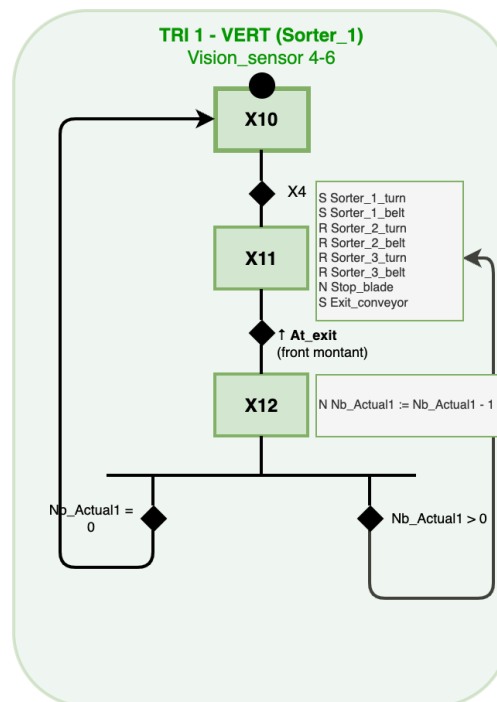 TRI 1 - VERT (Sorter_1)
Vision_sensor 4-6
X10
X4
S Sorter_1_turn
S Sorter_1_belt
R Sorter_2_turn
R Sorter_2_belt
R Sorter_3_turn
R Sorter_3_belt
N Stop_blade
S Exit_conveyor
X11
↑ At_exit
(front montant)
X12
N Nb_Actual1 := Nb_Actual1 - 1
Nb_Actual1 =
0
Nb_Actual1 > 0